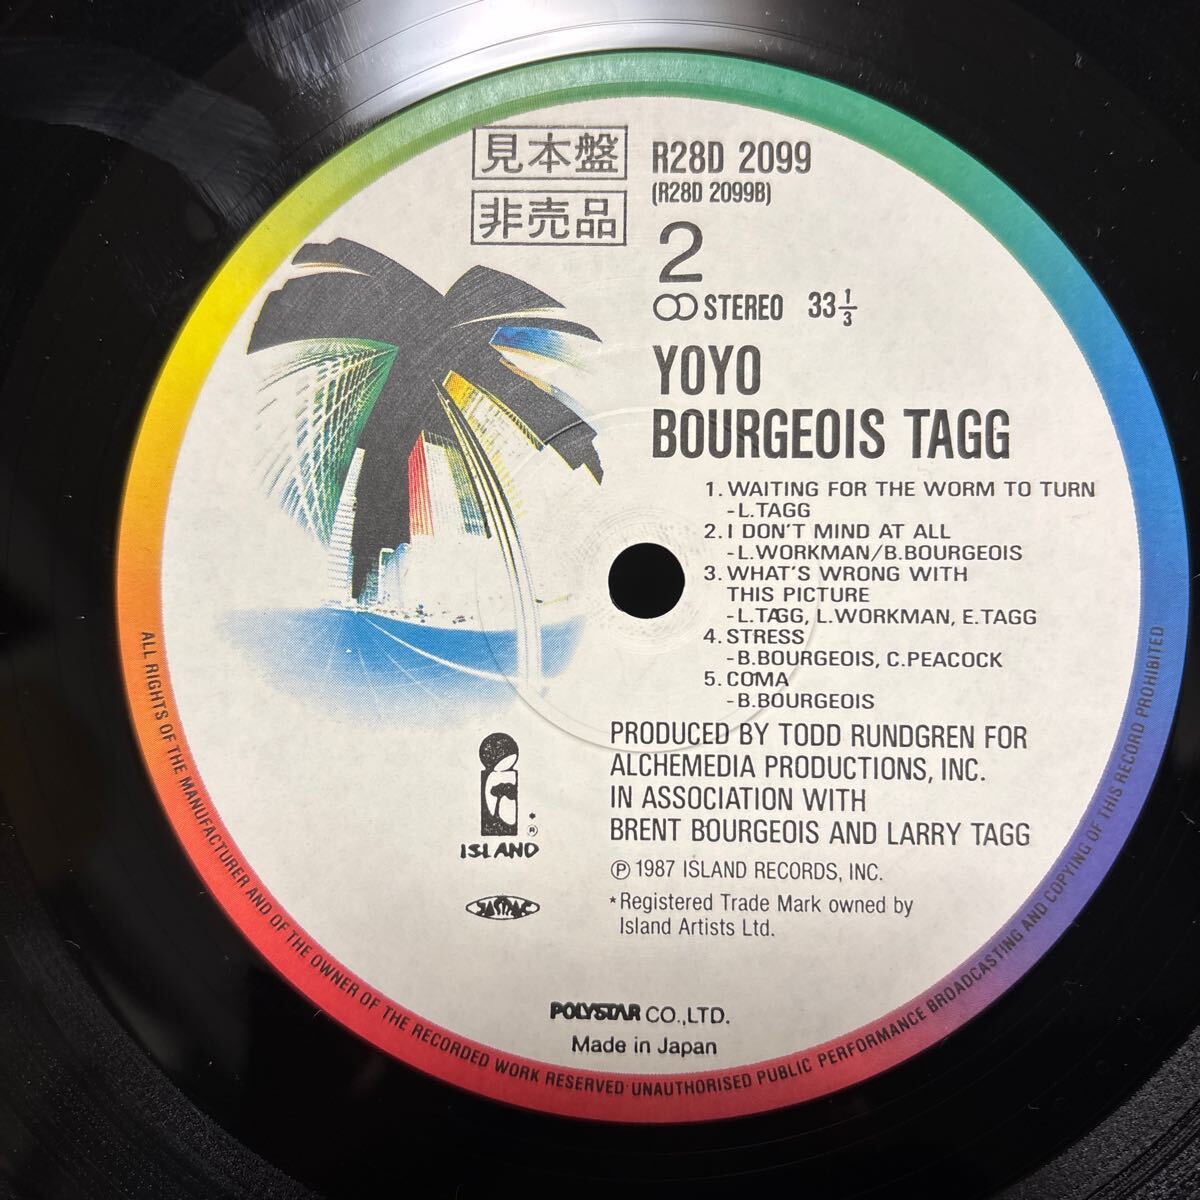 見本盤
非売品
R28D 2099
(R28D 2099B)
2
STEREO 33 1/3
YOYO
BOURGEOIS TAGG
1. WAITING FOR THE WORM TO TURN
-L.TAGG
2. I DON'T MIND AT ALL
-L.WORKMAN/B.BOURGEOIS
3. WHAT'S WRONG WITH
THIS PICTURE
-L.TAGG, L.WORKMAN, E.TAGG
4. STRESS
-B.BOURGEOIS, C.PEACOCK
5. COMA
-B.BOURGEOIS
PRODUCED BY TODD RUNDGREN FOR
ALCHEMEDIA PRODUCTIONS, INC.
IN ASSOCIATION WITH
BRENT BOURGEOIS AND LARRY TAGG
℗ 1987 ISLAND RECORDS, INC.
*Registered Trade Mark owned by
Island Artists Ltd.
*
®
ISLAND
JASRAC
POLYSTAR CO.,LTD.
Made in Japan
ALL RIGHTS OF THE MANUFACTURER AND OF THE OWNER OF THE RECORDED WORK RESERVED·UNAUTHORISED PUBLIC PERFORMANCE BROADCASTING AND COPYING OF THIS RECORD PROHIBITED